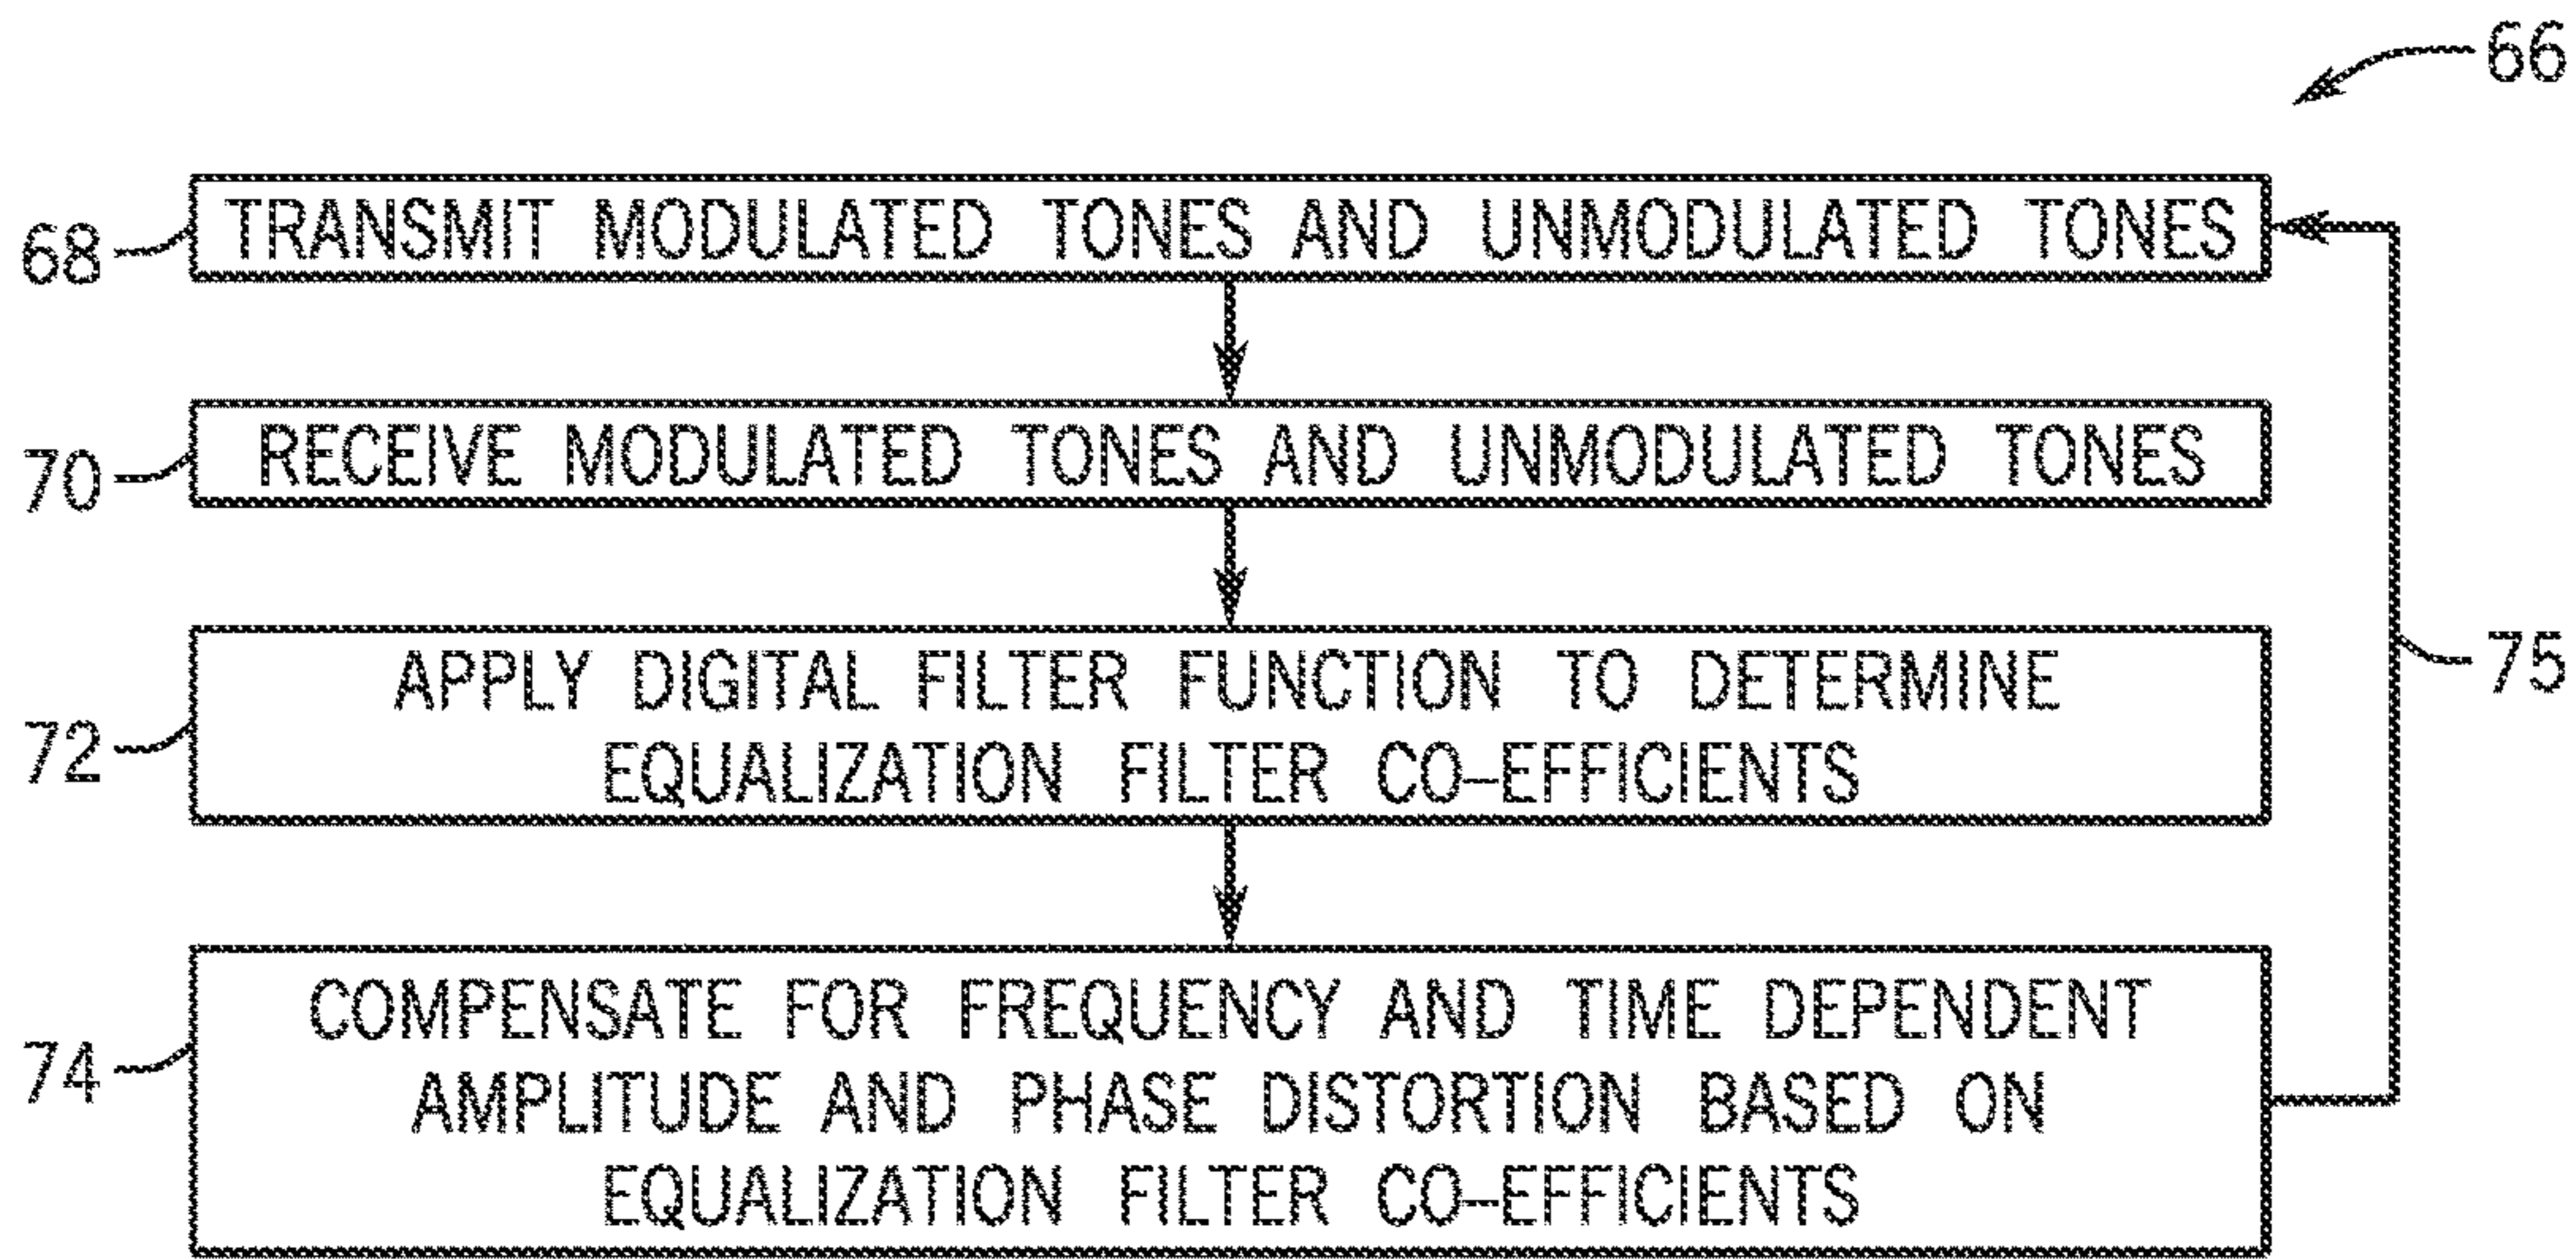 66
68
TRANSMIT MODULATED TONES AND UNMODULATED TONES
70
RECEIVE MODULATED TONES AND UNMODULATED TONES
75
72
APPLY DIGITAL FILTER FUNCTION TO DETERMINE
EQUALIZATION FILTER CO-EFFICIENTS
74
COMPENSATE FOR FREQUENCY AND TIME DEPENDENT
AMPLITUDE AND PHASE DISTORTION BASED ON
EQUALIZATION FILTER CO-EFFICIENTS